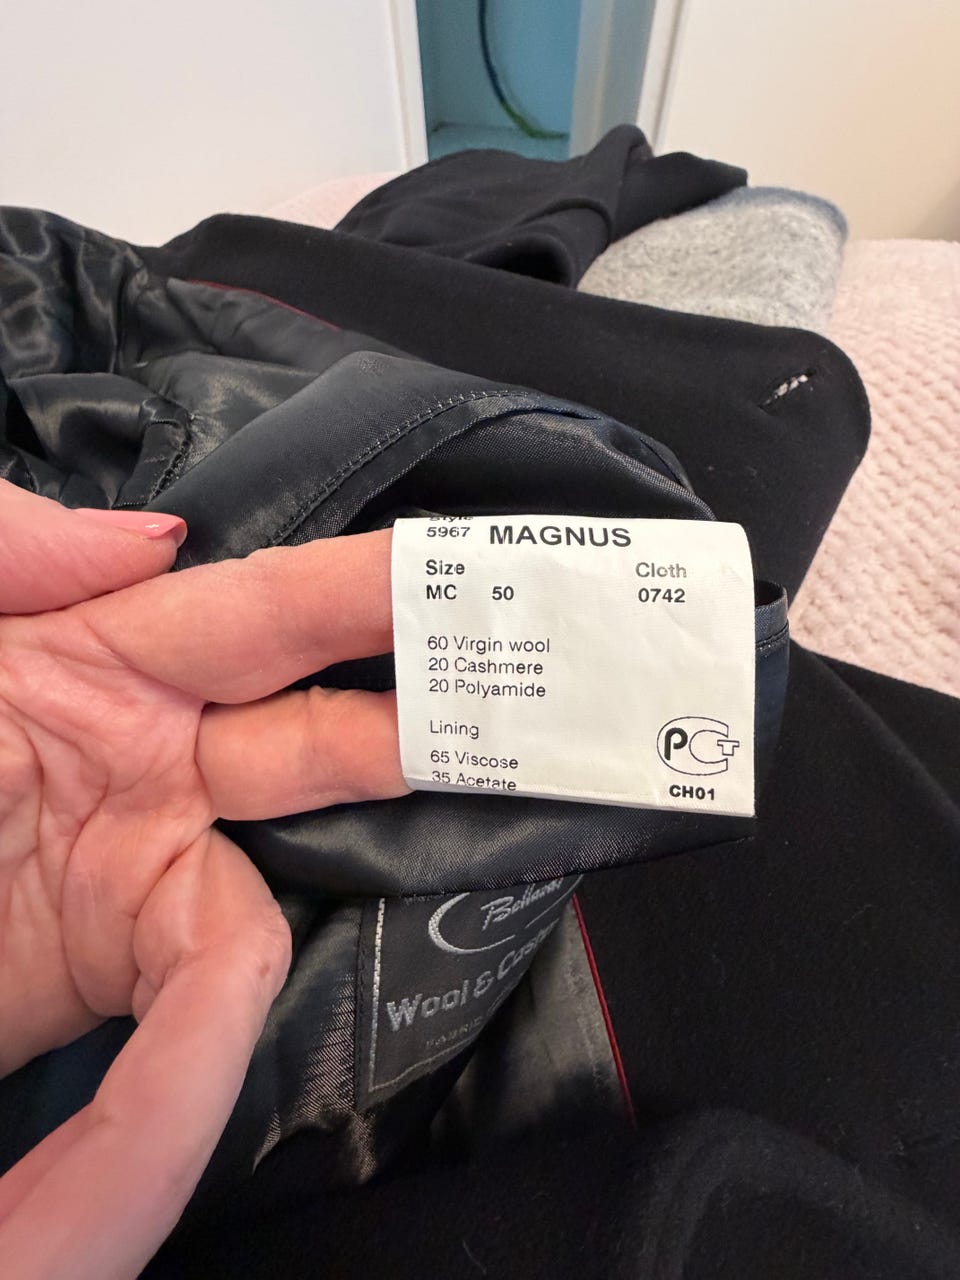 Style
5967 MAGNUS
Size Cloth
MC 50 0742
60 Virgin wool
20 Cashmere
20 Polyamide
Lining
65 Viscose
35 Acetate
PCT
CH01
Wool &